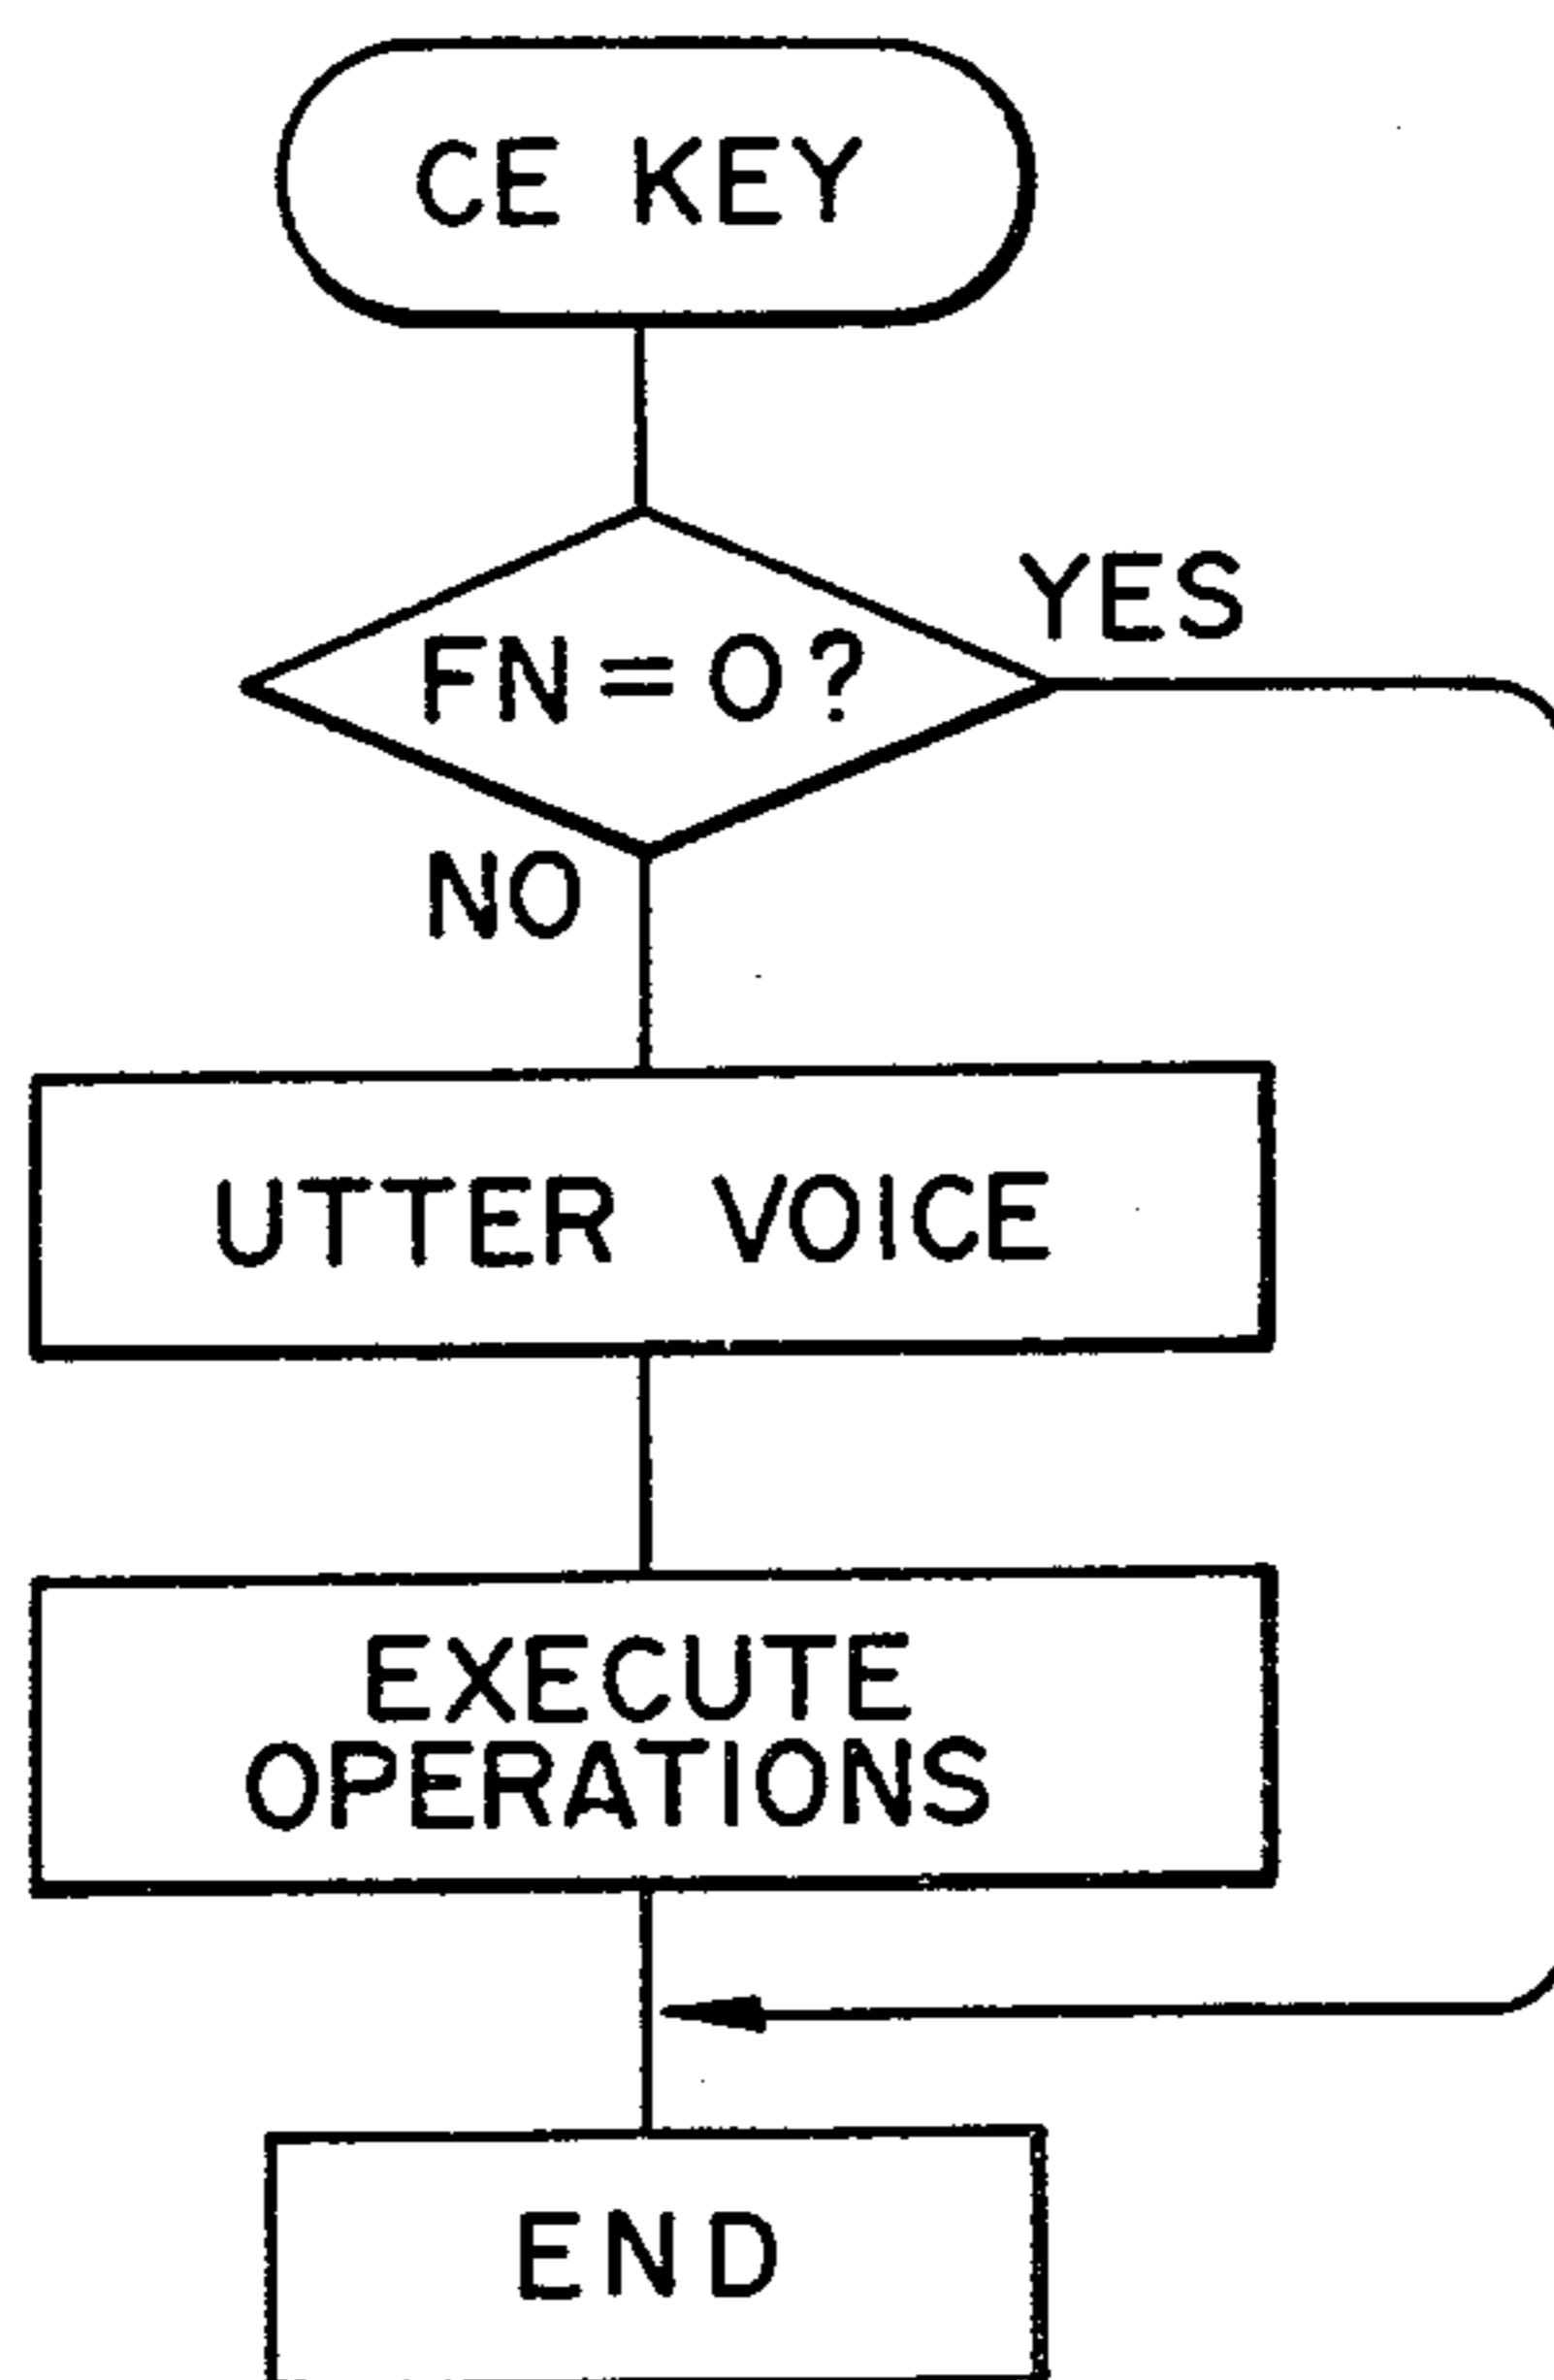 CE KEY
FN=0?
YES
NO
UTTER VOICE
EXECUTE
OPERATIONS
END